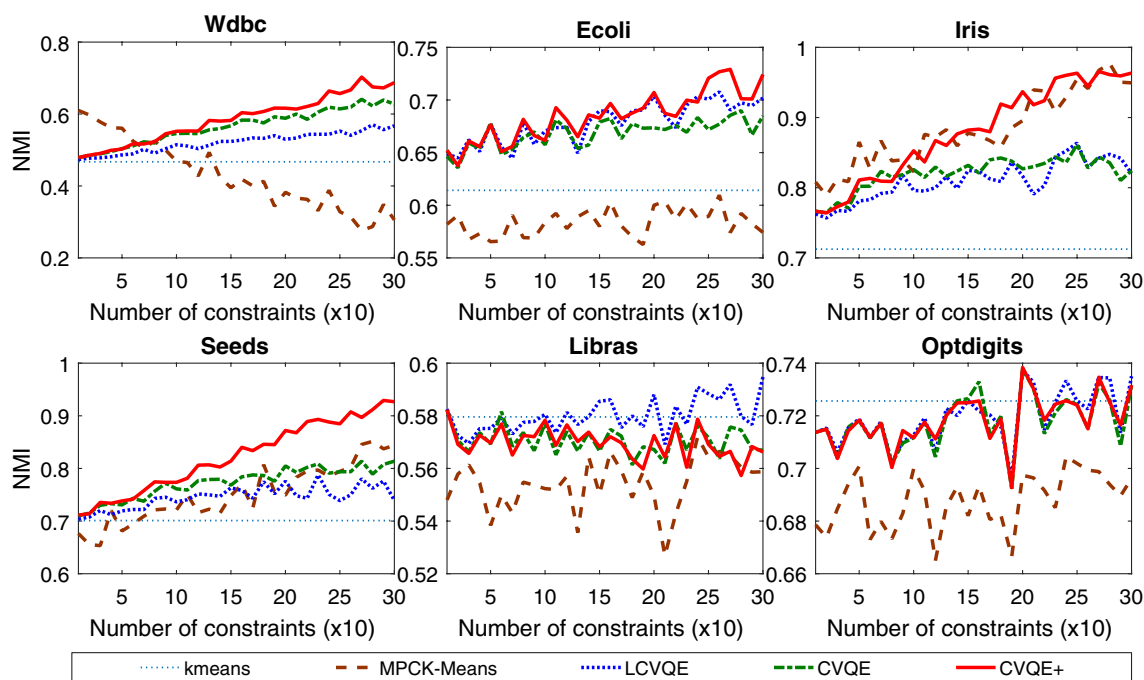 Wdbc
Ecoli
Iris
0.8
0.6
0.4
0.2
NMI
5 10 15 20 25 30
Number of constraints (x10)
0.75
0.7
0.65
0.6
0.55
5 10 15 20 25 30
Number of constraints (x10)
1
0.9
0.8
0.7
5 10 15 20 25 30
Number of constraints (x10)
Seeds
Libras
Optdigits
1
0.9
0.8
0.7
0.6
NMI
5 10 15 20 25 30
Number of constraints (x10)
0.6
0.58
0.56
0.54
0.52
5 10 15 20 25 30
Number of constraints (x10)
0.74
0.72
0.7
0.68
0.66
5 10 15 20 25 30
Number of constraints (x10)
kmeans MPCK-Means LCVQE CVQE CVQE+